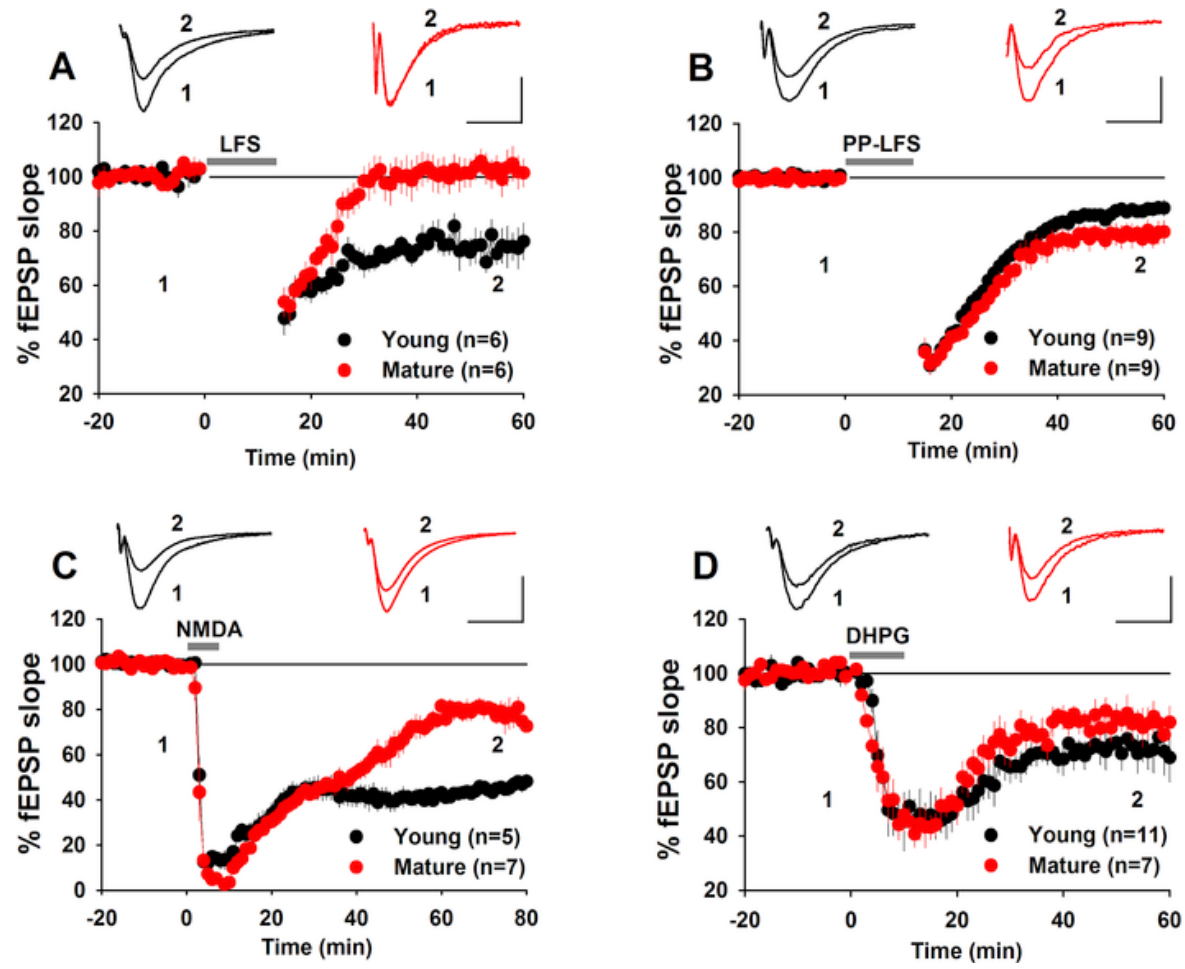 A
2
1
2
1
B
2
1
2
1
120
100
80
60
40
20
% fEPSP slope
LFS
1
2
Young (n=6)
Mature (n=6)
-20 0 20 40 60
Time (min)
120
100
80
60
40
20
% fEPSP slope
PP-LFS
1
2
Young (n=9)
Mature (n=9)
-20 0 20 40 60
Time (min)
C
2
1
2
1
D
2
1
2
1
120
100
80
60
40
20
0
% fEPSP slope
NMDA
1
2
Young (n=5)
Mature (n=7)
-20 0 20 40 60 80
Time (min)
120
100
80
60
40
20
% fEPSP slope
DHPG
1
2
Young (n=11)
Mature (n=7)
-20 0 20 40 60
Time (min)